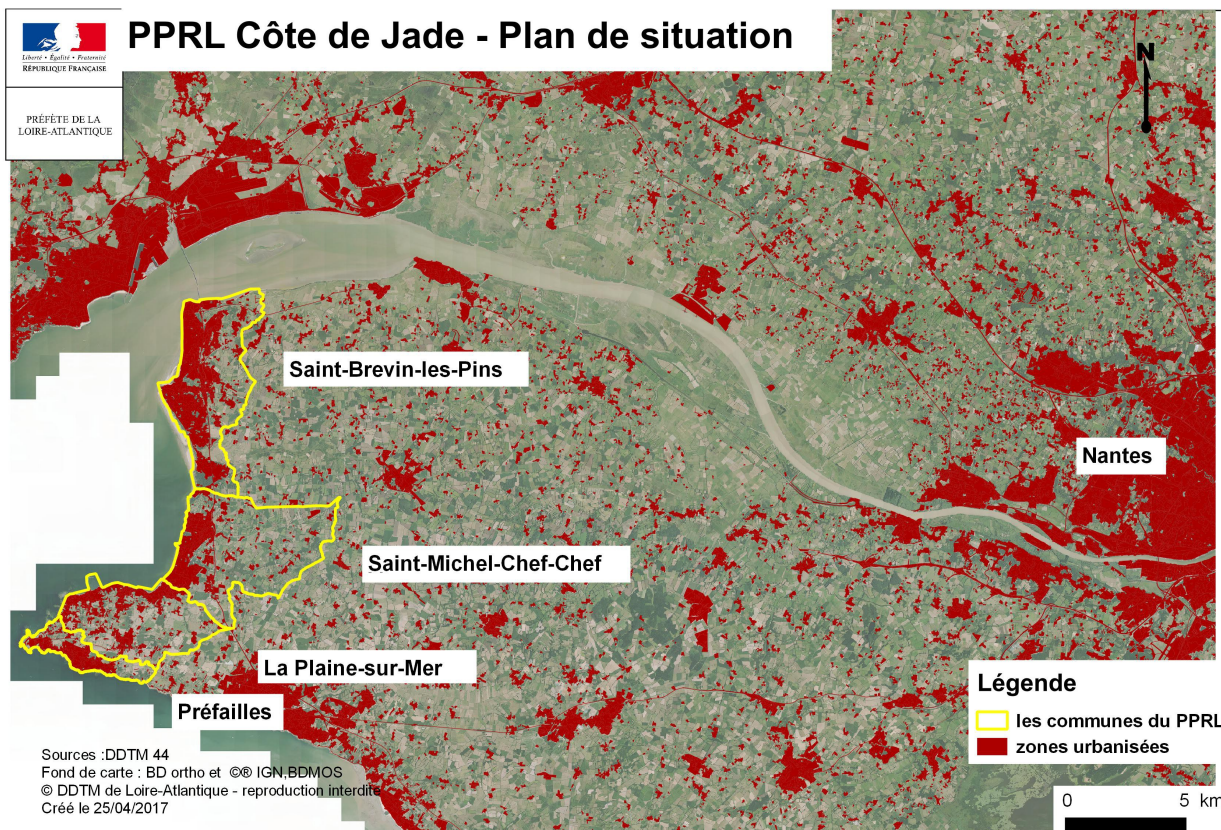 PPRL Côte de Jade - Plan de situation
Liberté • Égalité • Fraternité
RÉPUBLIQUE FRANÇAISE
PRÉFÈTE DE LA
LOIRE-ATLANTIQUE
N
Saint-Brevin-les-Pins
Nantes
Saint-Michel-Chef-Chef
La Plaine-sur-Mer
Préfailles
Légende
les communes du PPRL
zones urbanisées
Sources :DDTM 44
Fond de carte : BD ortho et ©® IGN,BDMOS
© DDTM de Loire-Atlantique - reproduction interdite
Créé le 25/04/2017
0 5 km